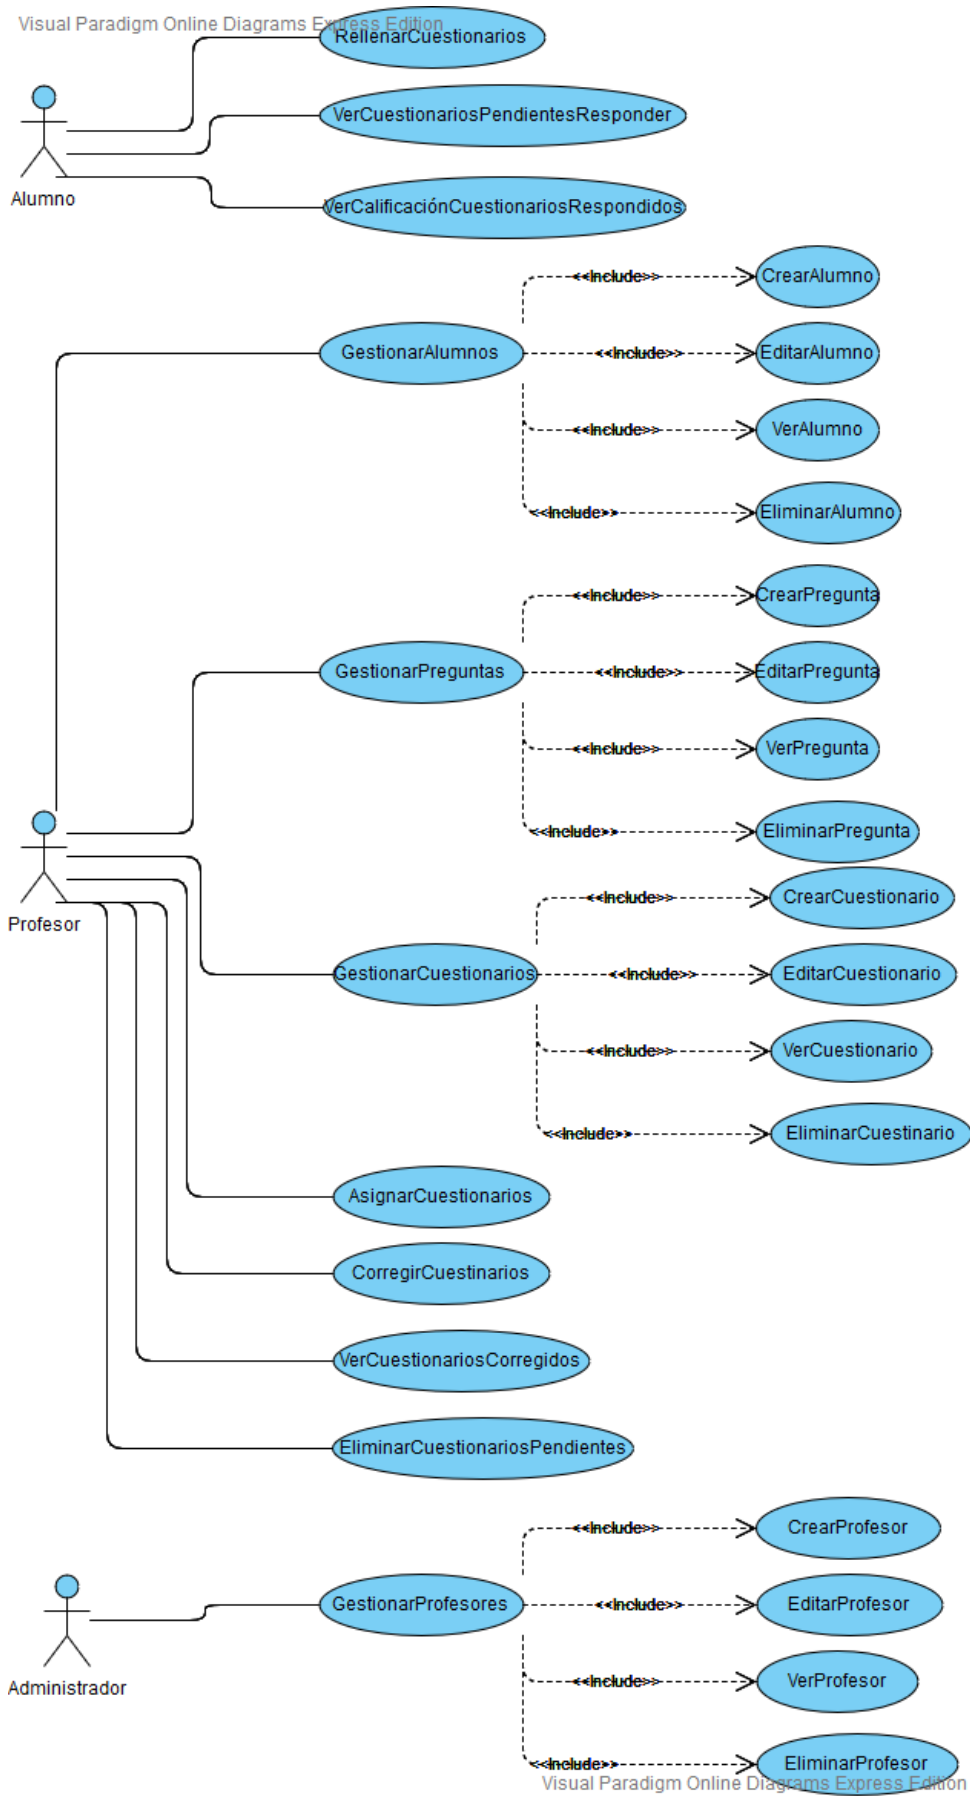 Visual Paradigm Online Diagrams Express Edition
RellenarCuestionarios
VerCuestionariosPendientesResponder
Alumno
VerCalificaciónCuestionariosRespondidos
<<Include>>
CrearAlumno
GestionarAlumnos
<<Include>>
EditarAlumno
<<Include>>
VerAlumno
<<Include>>
EliminarAlumno
<<Include>>
CrearPregunta
GestionarPreguntas
<<Include>>
EditarPregunta
<<Include>>
VerPregunta
<<Include>>
EliminarPregunta
Profesor
<<Include>>
CrearCuestionario
GestionarCuestionarios
<<Include>>
EditarCuestionario
<<Include>>
VerCuestionario
<<Include>>
EliminarCuestinario
AsignarCuestionarios
CorregirCuestinarios
VerCuestionariosCorregidos
EliminarCuestionariosPendientes
<<Include>>
CrearProfesor
GestionarProfesores
<<Include>>
EditarProfesor
Administrador
<<Include>>
VerProfesor
<<Include>>
EliminarProfesor
Visual Paradigm Online Diagrams Express Edition